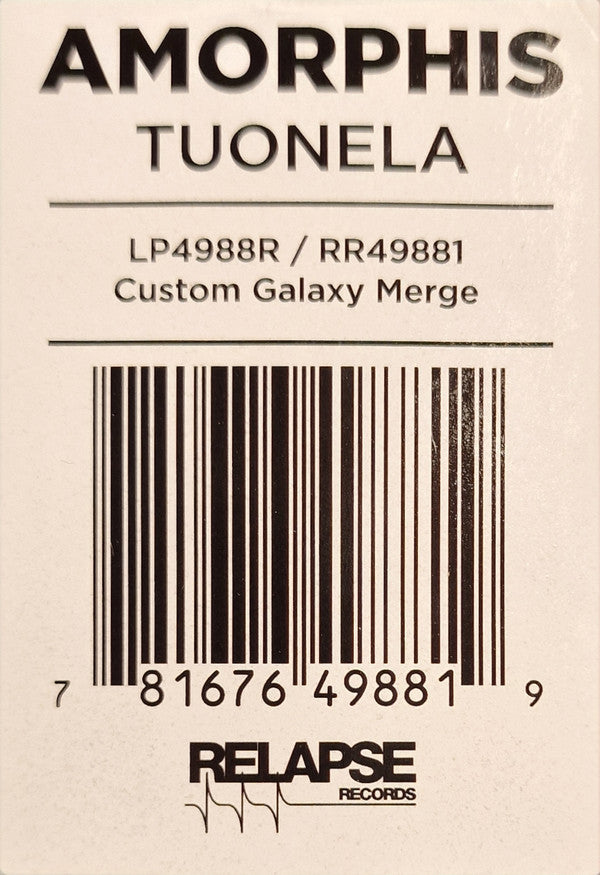 AMORPHIS
TUONELA
LP4988R / RR49881
Custom Galaxy Merge
7 81676 49881 9
RELAPSE
RECORDS